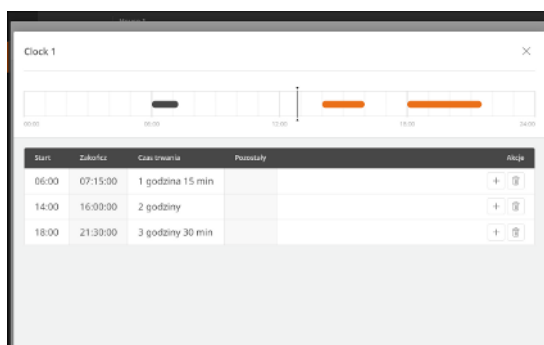 Clock 1
00:00 06:00 12:00 18:00 24:00
Start Zakończ Czas trwania Pozostały Akcje
06:00 07:15:00 1 godzina 15 min
14:00 16:00:00 2 godziny
18:00 21:30:00 3 godziny 30 min